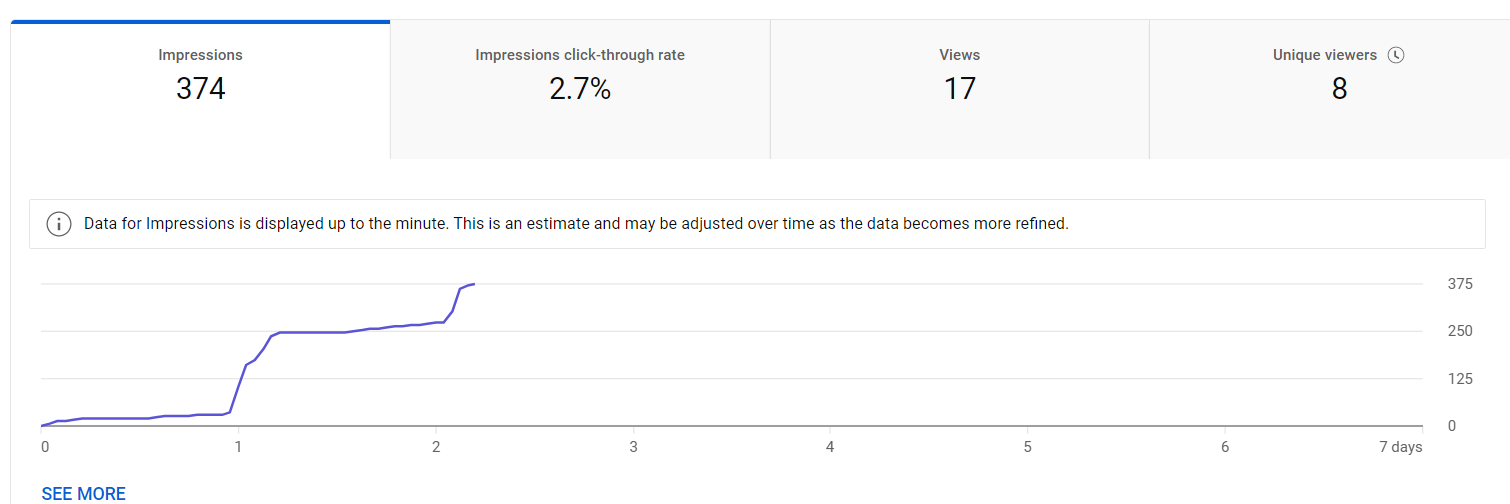 Impressions
374
Impressions click-through rate
2.7%
Views
17
Unique viewers
8
Data for Impressions is displayed up to the minute. This is an estimate and may be adjusted over time as the data becomes more refined.
375
250
125
0
0 1 2 3 4 5 6 7 days
SEE MORE